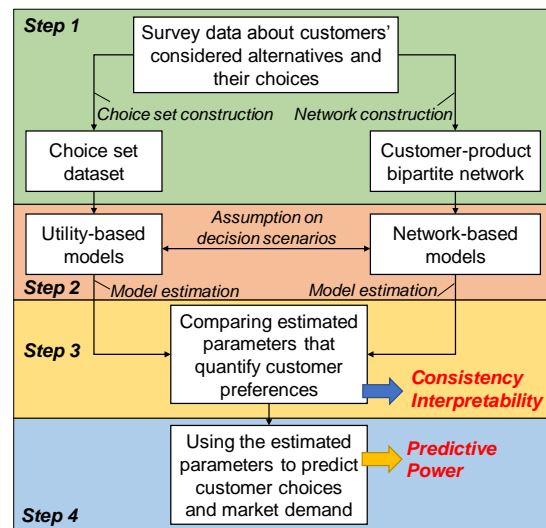 Step 1
Survey data about customers'
considered alternatives and
their choices
Choice set construction
Network construction
Choice set
dataset
Customer-product
bipartite network
Utility-based
models
Assumption on
decision scenarios
Network-based
models
Step 2
Model estimation
Model estimation
Step 3
Comparing estimated
parameters that
quantify customer
preferences
Consistency
Interpretability
Using the estimated
parameters to predict
customer choices
and market demand
Predictive
Power
Step 4